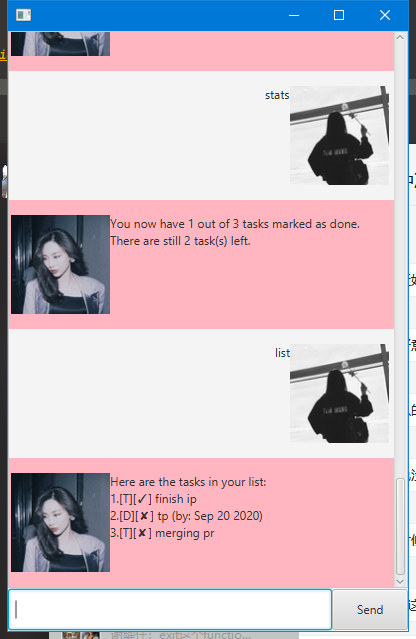 stats
You now have 1 out of 3 tasks marked as done.
There are still 2 task(s) left.
list
Here are the tasks in your list:
1.[T][✓] finish ip
2.[D][✘] tp (by: Sep 20 2020)
3.[T][✘] merging pr
Send